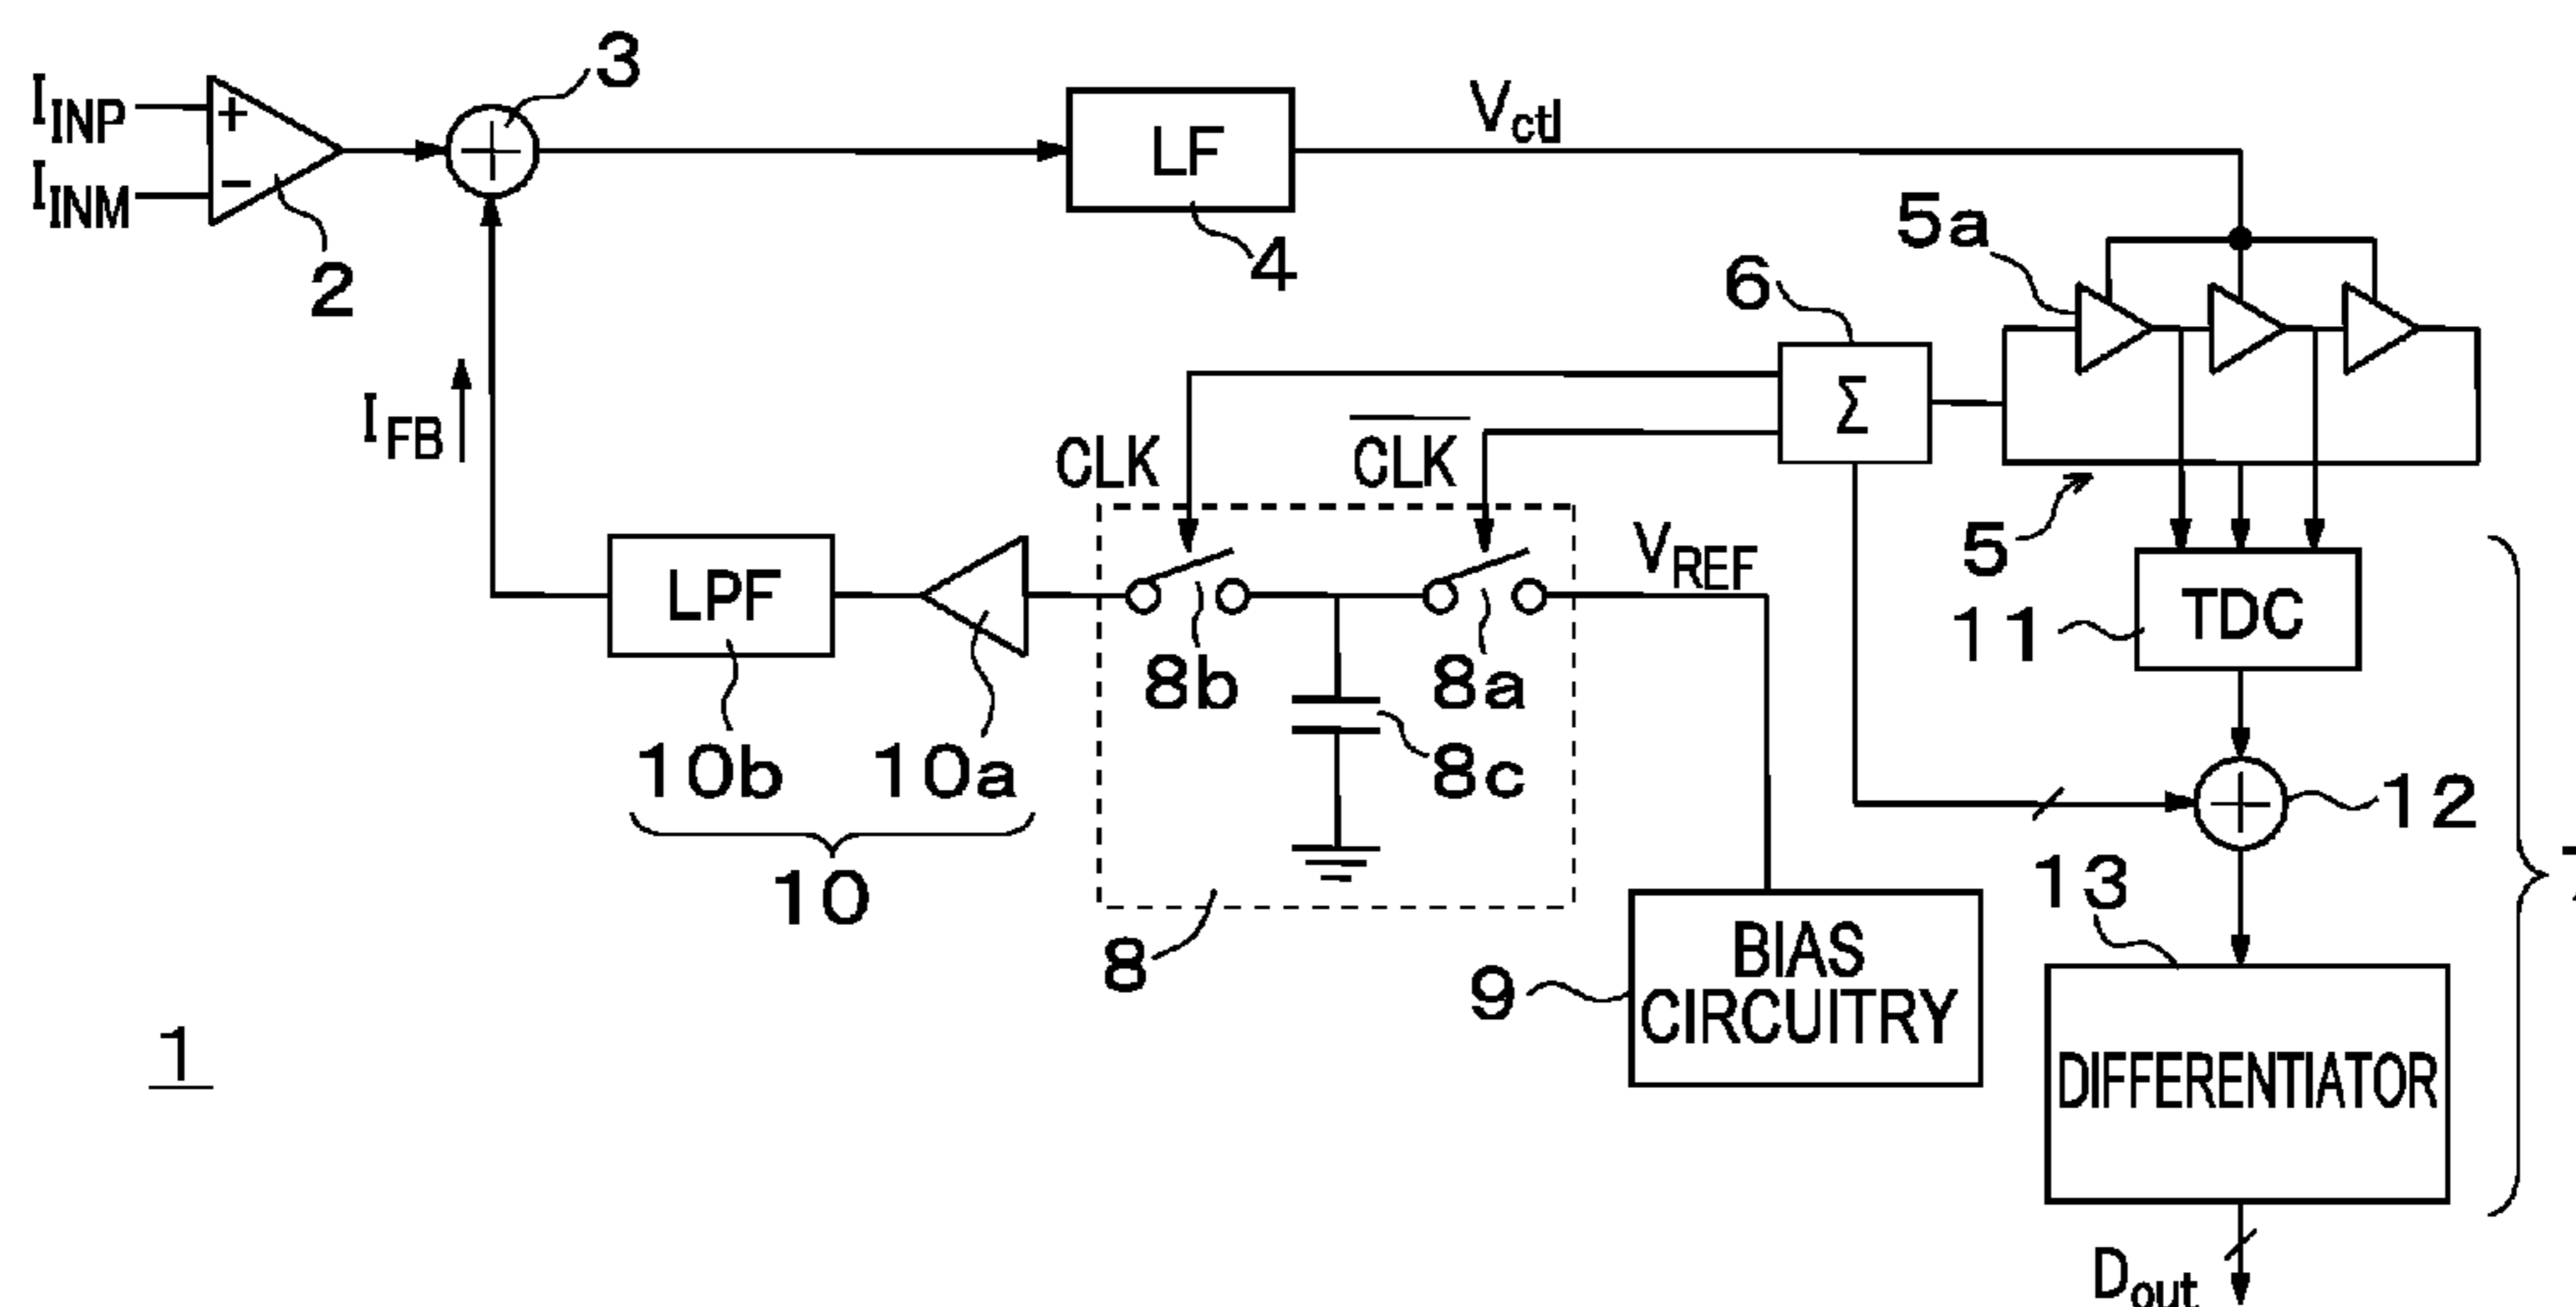 I_INP
I_INM
+
−
2
3
LF
4
V_ctl
5a
6
Σ
5
I_FB
CLK
C̅L̅K̅
V_REF
LPF
8b
8a
8c
10b
10a
10
8
TDC
11
12
13
BIAS
CIRCUITRY
9
DIFFERENTIATOR
D_out
1